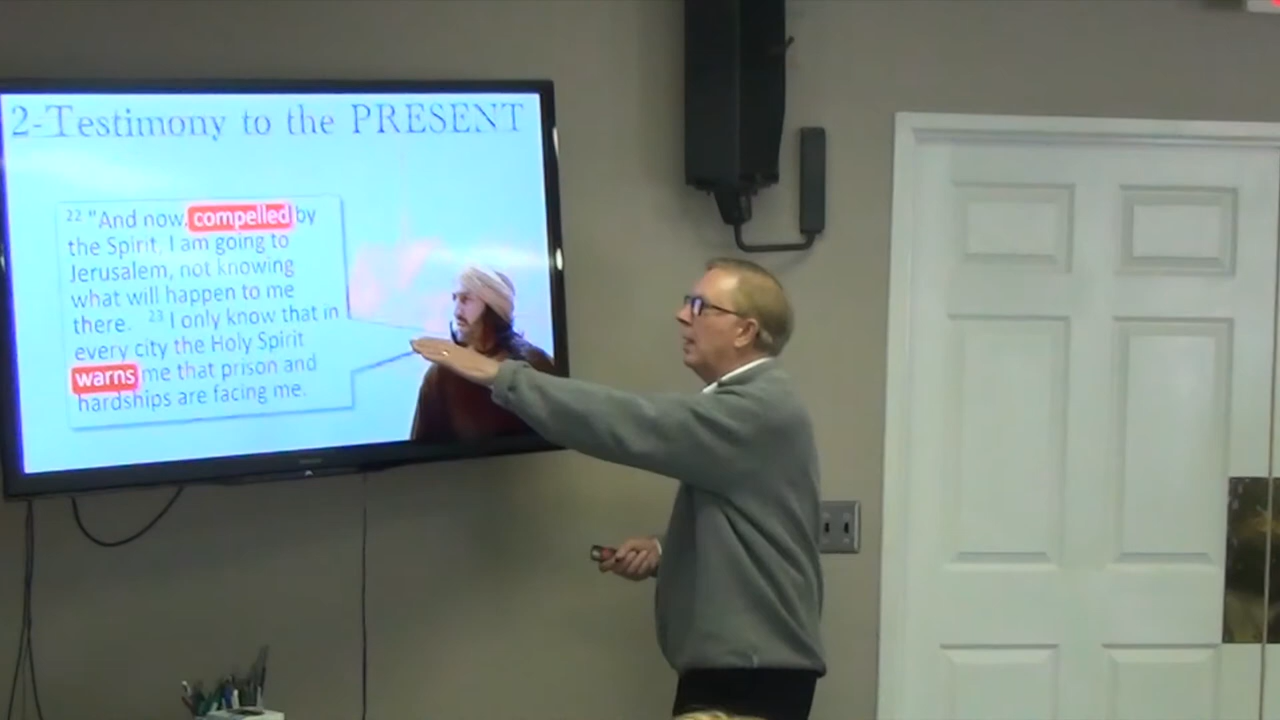 2-Testimony to the PRESENT
22 "And now, compelled by
the Spirit, I am going to
Jerusalem, not knowing
what will happen to me
there. 23 I only know that in
every city the Holy Spirit
warns me that prison and
hardships are facing me.